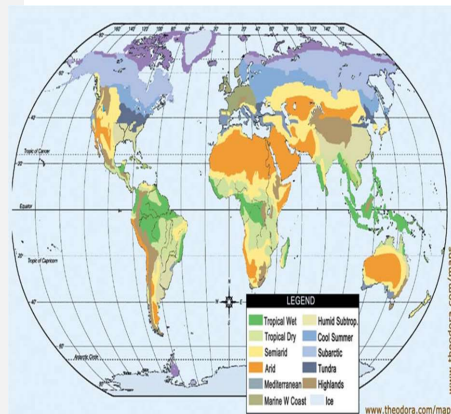 Tropic of Cancer
Equator
Tropic of Capricorn
Antarctic Circle
LEGEND
Tropical Wet
Tropical Dry
Semiarid
Arid
Mediterranean
Marine W Coast
Humid Subtrop.
Cool Summer
Subarctic
Tundra
Highlands
Ice
www.theodora.com/maps
www.theodora.com/map